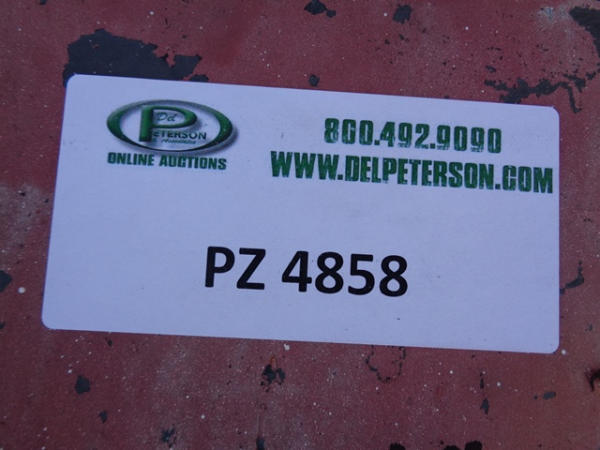 Del
PETERSON
ONLINE AUCTIONS
800.492.9090
WWW.DELPETERSON.COM
PZ 4858